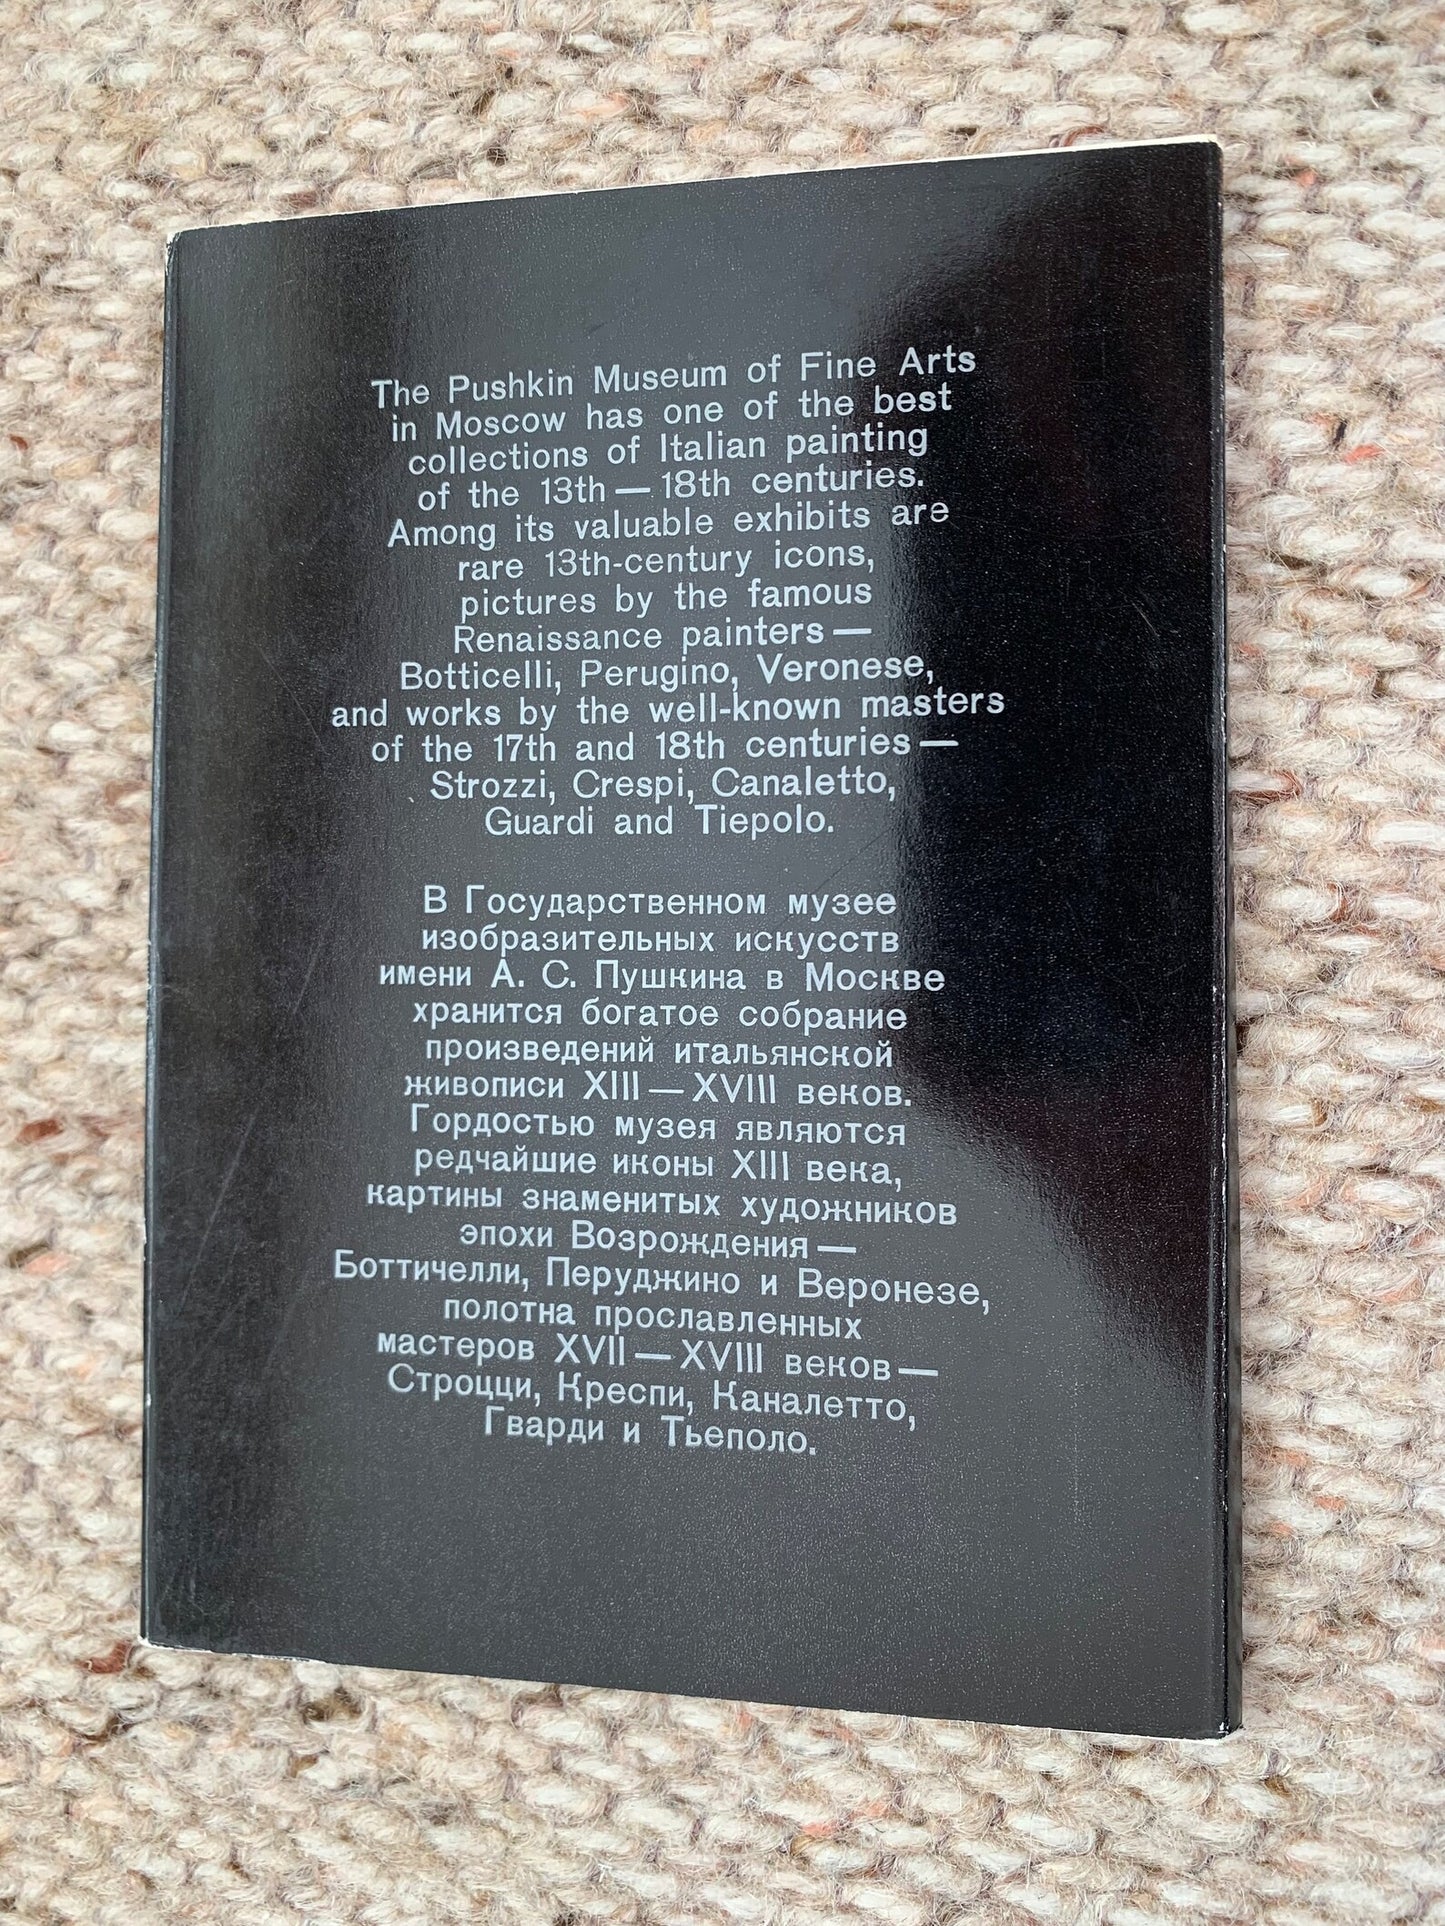 The Pushkin Museum of Fine Arts
in Moscow has one of the best
collections of Italian painting
of the 13th — 18th centuries.
Among its valuable exhibits are
rare 13th-century icons,
pictures by the famous
Renaissance painters —
Botticelli, Perugino, Veronese,
and works by the well-known masters
of the 17th and 18th centuries —
Strozzi, Crespi, Canaletto,
Guardi and Tiepolo.
В Государственном музее
изобразительных искусств
имени А. С. Пушкина в Москве
хранится богатое собрание
произведений итальянской
живописи XIII — XVIII веков.
Гордостью музея являются
редчайшие иконы XIII века,
картины знаменитых художников
эпохи Возрождения —
Боттичелли, Перуджино и Веронезе,
полотна прославленных
мастеров XVII — XVIII веков —
Строцци, Креспи, Каналетто,
Гварди и Тьеполо.